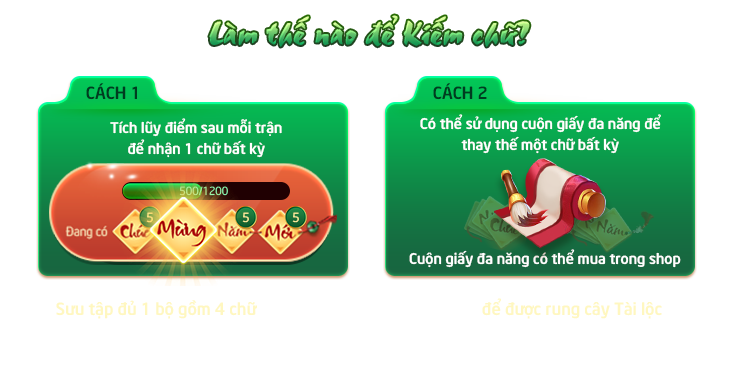 Làm thế nào để Kiếm chữ?
CÁCH 1
Tích lũy điểm sau mỗi trận
để nhận 1 chữ bất kỳ
500/1200
5
5
5
Đang có
Chúc
Mừng
Năm
Mới
CÁCH 2
Có thể sử dụng cuộn giấy đa năng để
thay thế một chữ bất kỳ
Chúc
Năm
Cuộn giấy đa năng có thể mua trong shop
Sưu tập đủ 1 bộ gồm 4 chữ
để được rung cây Tài lộc